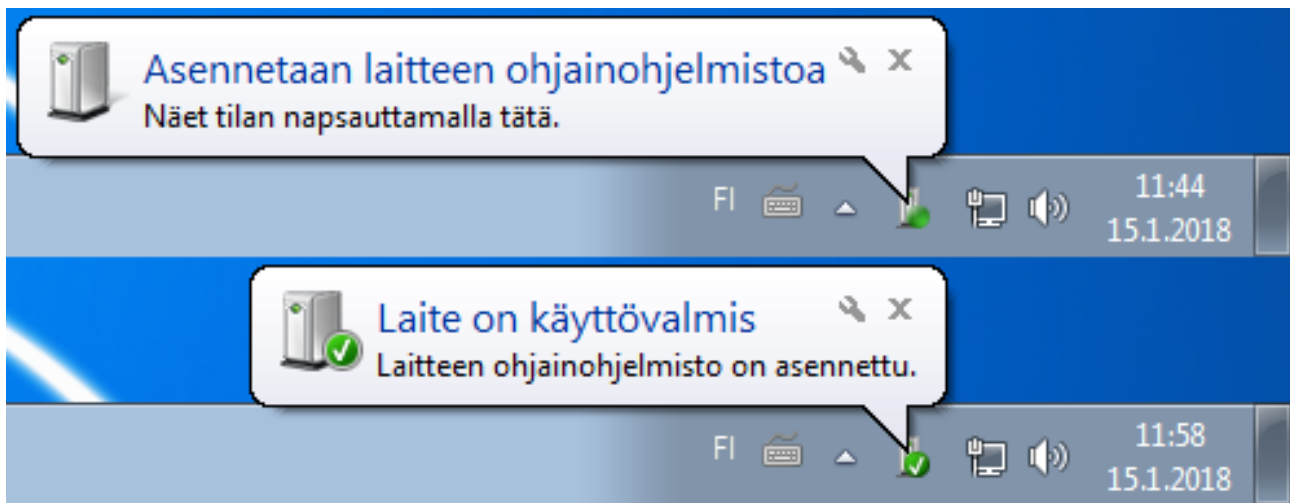 Asennetaan laitteen ohjainohjelmistoa
Näet tilan napsauttamalla tätä.
FI
11:44
15.1.2018
Laite on käyttövalmis
Laitteen ohjainohjelmisto on asennettu.
FI
11:58
15.1.2018